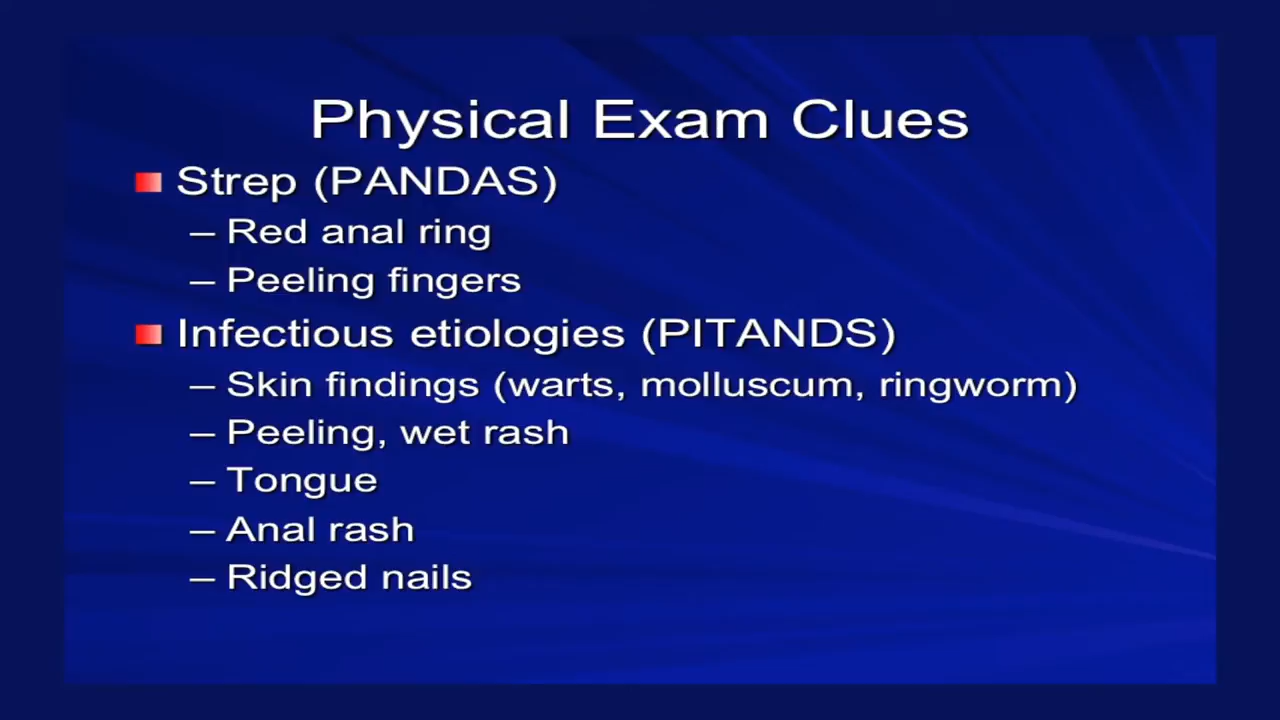 Physical Exam Clues
Strep (PANDAS)
– Red anal ring
– Peeling fingers
Infectious etiologies (PITANDS)
– Skin findings (warts, molluscum, ringworm)
– Peeling, wet rash
– Tongue
– Anal rash
– Ridged nails